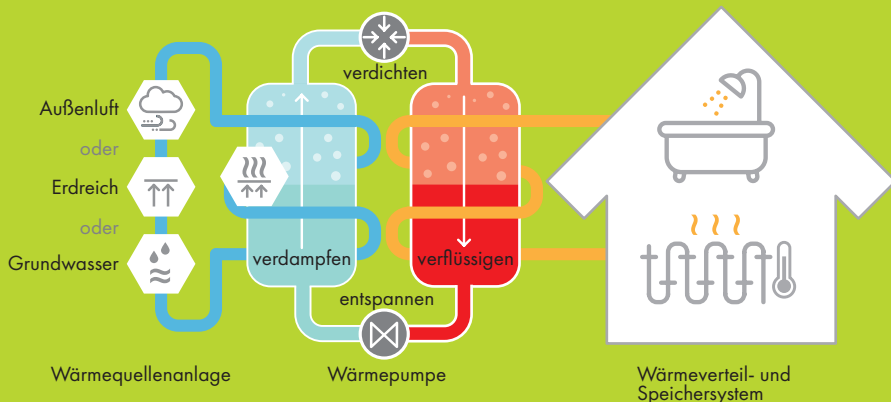 verdichten
Außenluft
oder
Erdreich
oder
Grundwasser
verdampfen
verflüssigen
entspannen
Wärmequellenanlage
Wärmepumpe
Wärmeverteil- und
Speichersystem